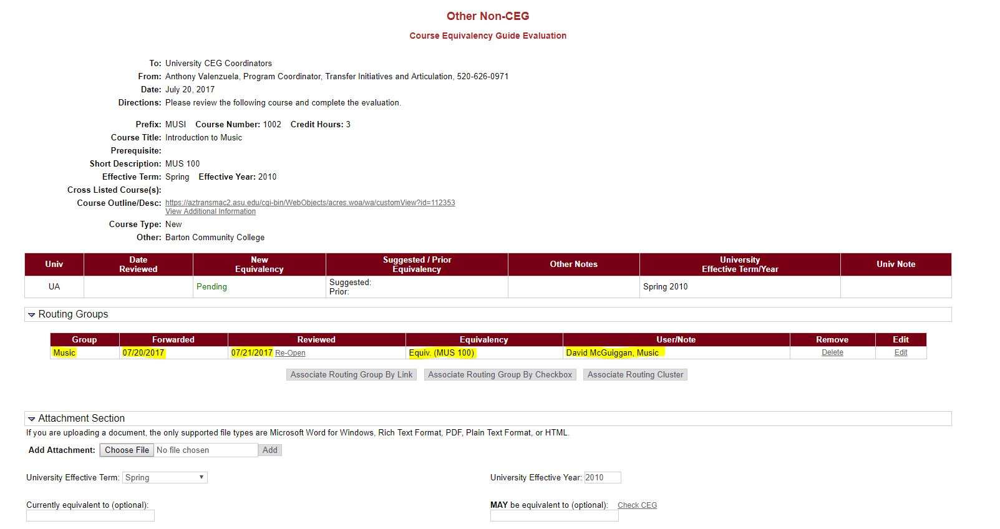 Other Non-CEG
Course Equivalency Guide Evaluation
To: University CEG Coordinators
From: Anthony Valenzuela, Program Coordinator, Transfer Initiatives and Articulation, 520-626-0971
Date: July 20, 2017
Directions: Please review the following course and complete the evaluation.
Prefix: MUSI Course Number: 1002 Credit Hours: 3
Course Title: Introduction to Music
Prerequisite:
Short Description: MUS 100
Effective Term: Spring Effective Year: 2010
Cross Listed Course(s):
Course Outline/Desc: https://aztransmac2.asu.edu/cgi-bin/WebObjects/acres.woa/wa/customView?id=112353
View Additional Information
Course Type: New
Other: Barton Community College
Univ Date Reviewed New Equivalency Suggested / Prior Equivalency Other Notes University Effective Term/Year Univ Note
UA Pending Suggested: Prior: Spring 2010
Routing Groups
Group Forwarded Reviewed Equivalency User/Note Remove Edit
Music 07/20/2017 07/21/2017 Re-Open Equiv. (MUS 100) David McGuiggan, Music Delete Edit
Associate Routing Group By Link Associate Routing Group By Checkbox Associate Routing Cluster
Attachment Section
If you are uploading a document, the only supported file types are Microsoft Word for Windows, Rich Text Format, PDF, Plain Text Format, or HTML.
Add Attachment: Choose File No file chosen Add
University Effective Term: Spring University Effective Year: 2010
Currently equivalent to (optional): MAY be equivalent to (optional): Check CEG